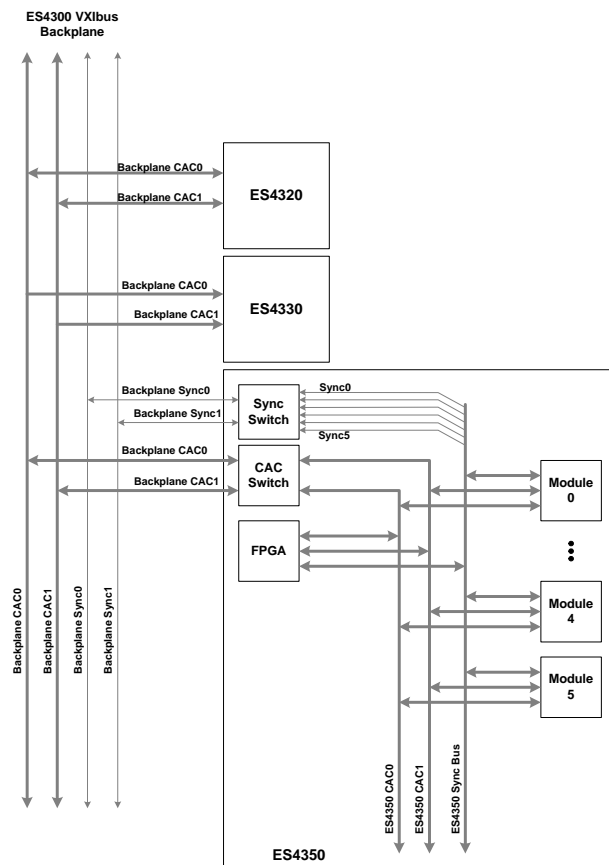 ES4300 VXIbus
Backplane
Backplane CAC0
Backplane CAC1
ES4320
Backplane CAC0
Backplane CAC1
ES4330
Backplane Sync0
Backplane Sync1
Sync
Switch
Sync0
Sync5
Backplane CAC0
Backplane CAC1
CAC
Switch
FPGA
Module
0
Module
4
Module
5
Backplane CAC0
Backplane CAC1
Backplane Sync0
Backplane Sync1
ES4350 CAC0
ES4350 CAC1
ES4350 Sync Bus
ES4350